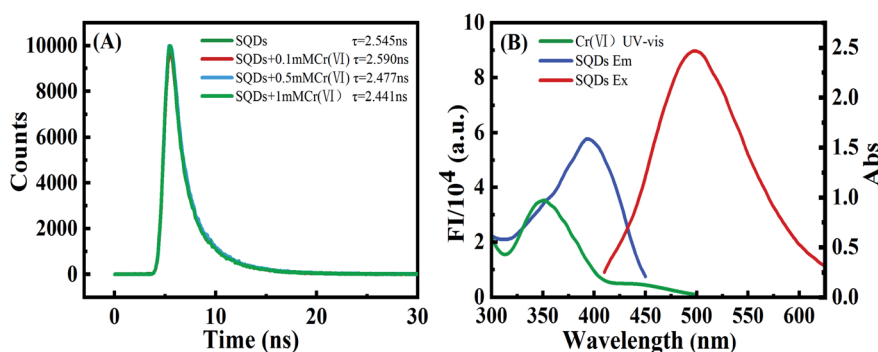 (A)
SQDs τ=2.545ns
SQDs+0.1mMCr(VI) τ=2.590ns
SQDs+0.5mMCr(VI) τ=2.477ns
SQDs+1mMCr(VI) τ=2.441ns
Counts
10000
8000
6000
4000
2000
0
0 10 20 30
Time (ns)
(B)
Cr(VI) UV-vis
SQDs Em
SQDs Ex
FI/10⁴ (a.u.)
10
8
6
4
2
0
2.5
2.0
1.5
1.0
0.5
0.0
Abs
300 350 400 450 500 550 600
Wavelength (nm)